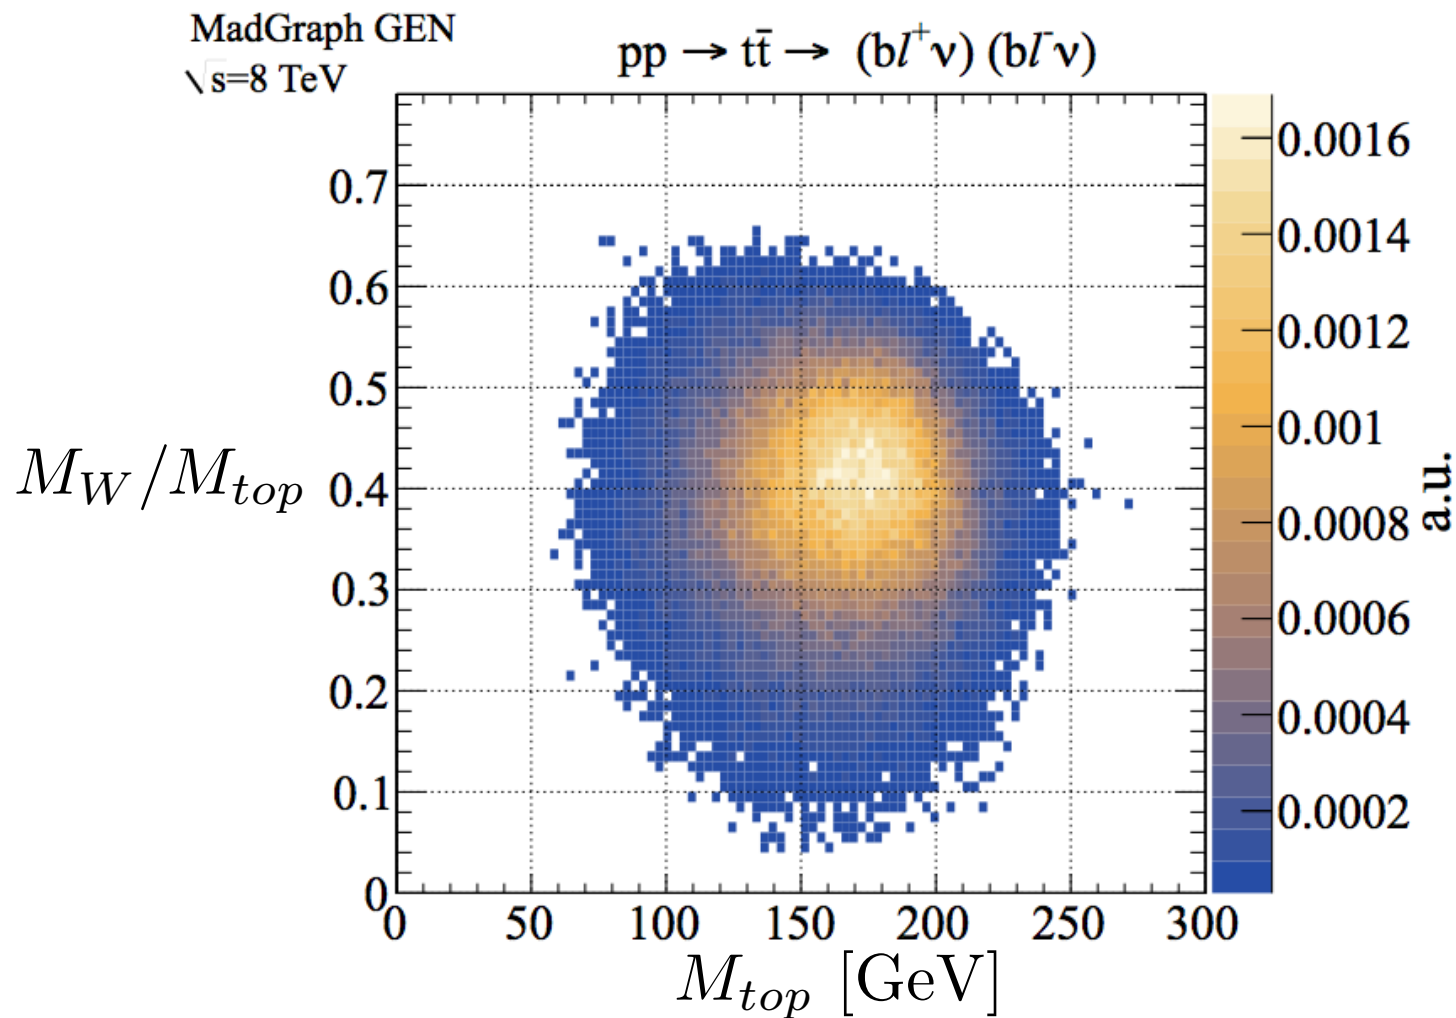 MadGraph GEN
√s=8 TeV
pp → tt̄ → (bl⁺ν) (bl⁻ν)
0.7
0.6
0.5
0.4
0.3
0.2
0.1
0
M_W/M_top
0 50 100 150 200 250 300
M_top [GeV]
0.0016
0.0014
0.0012
0.001
0.0008
0.0006
0.0004
0.0002
a.u.